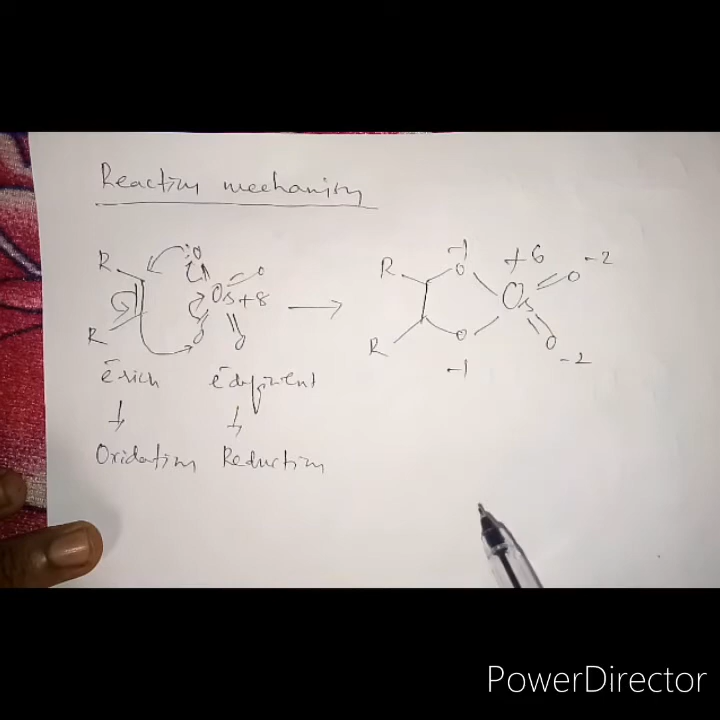 Reaction mechanism
R O O
Os+8
R O O
R -1 O +6 Os O -2
R O -1 O -2
ē rich ē deficient
Oxidation Reduction
PowerDirector